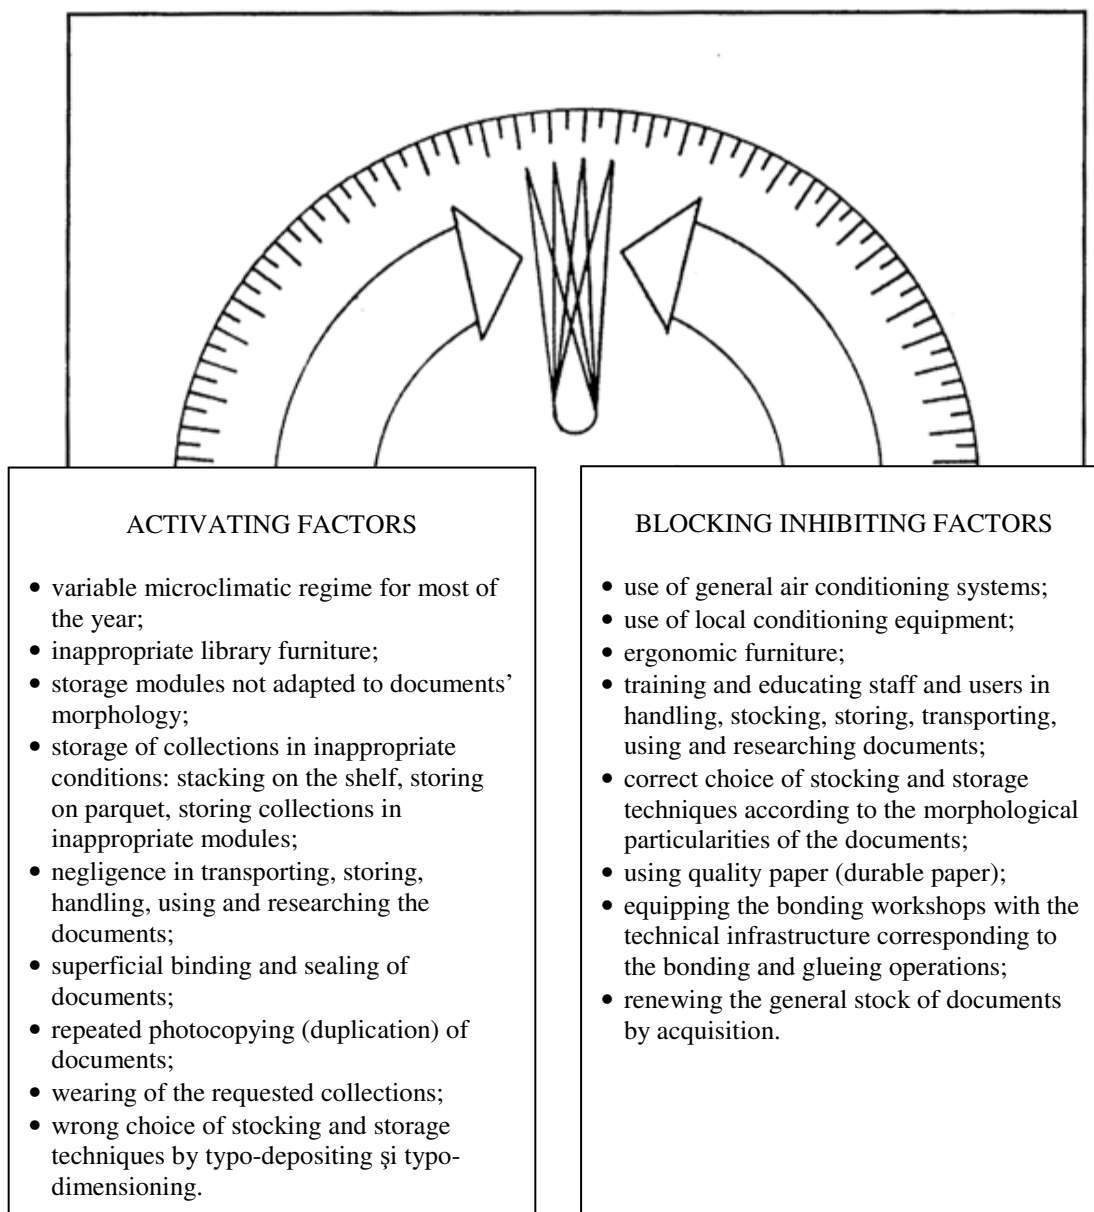 ACTIVATING FACTORS
• variable microclimatic regime for most of
the year;
• inappropriate library furniture;
• storage modules not adapted to documents’
morphology;
• storage of collections in inappropriate
conditions: stacking on the shelf, storing
on parquet, storing collections in
inappropriate modules;
• negligence in transporting, storing,
handling, using and researching the
documents;
• superficial binding and sealing of
documents;
• repeated photocopying (duplication) of
documents;
• wearing of the requested collections;
• wrong choice of stocking and storage
techniques by typo-depositing şi typo-
dimensioning.
BLOCKING INHIBITING FACTORS
• use of general air conditioning systems;
• use of local conditioning equipment;
• ergonomic furniture;
• training and educating staff and users in
handling, stocking, storing, transporting,
using and researching documents;
• correct choice of stocking and storage
techniques according to the morphological
particularities of the documents;
• using quality paper (durable paper);
• equipping the bonding workshops with the
technical infrastructure corresponding to
the bonding and glueing operations;
• renewing the general stock of documents
by acquisition.